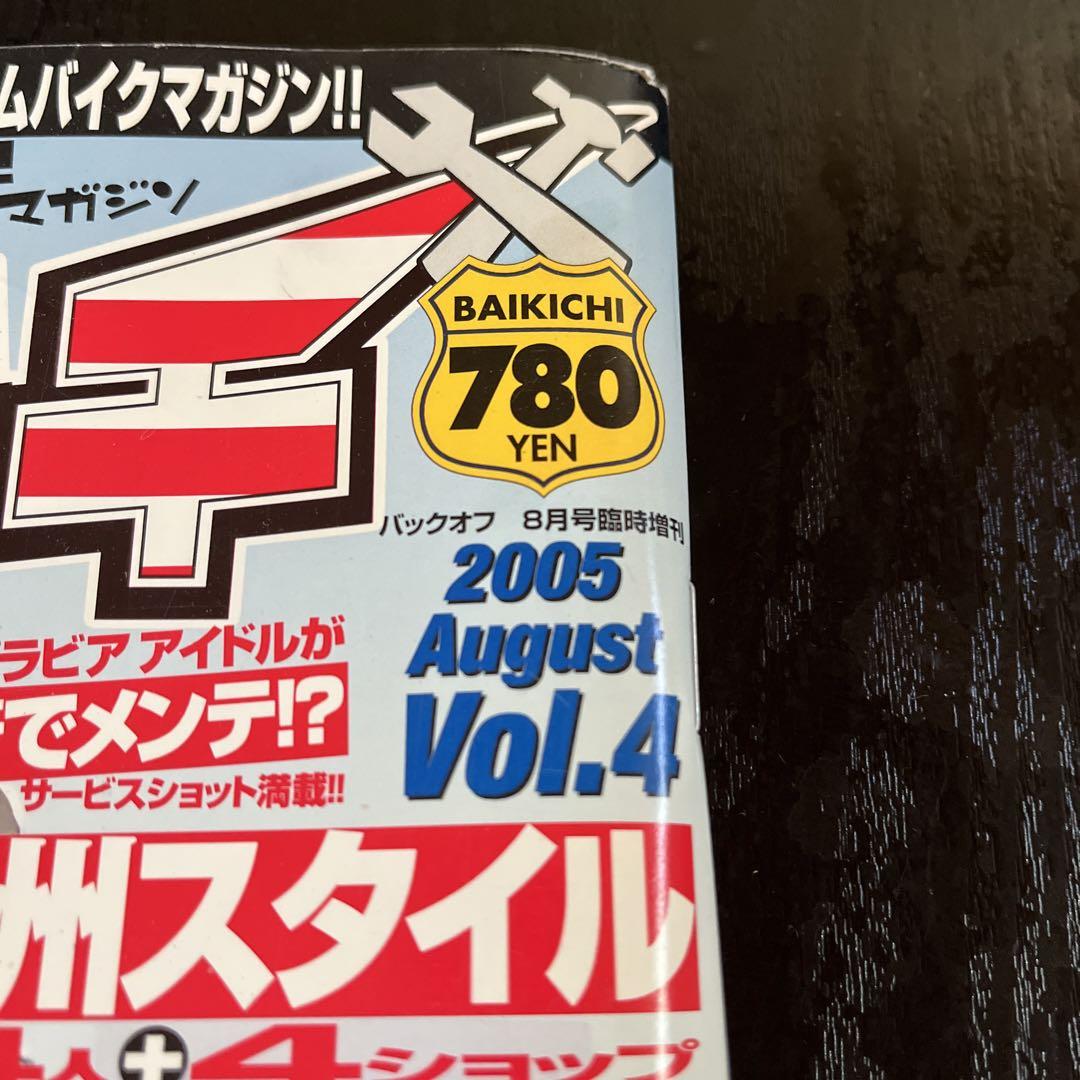 ムバイクマガジン!!
マガジン
チ
BAIKICHI
780
YEN
バックオフ 8月号臨時増刊
2005
August
Vol.4
ラビア アイドルが
でメンテ!?
サービスショット満載!!
州スタイル
人+4ショップ